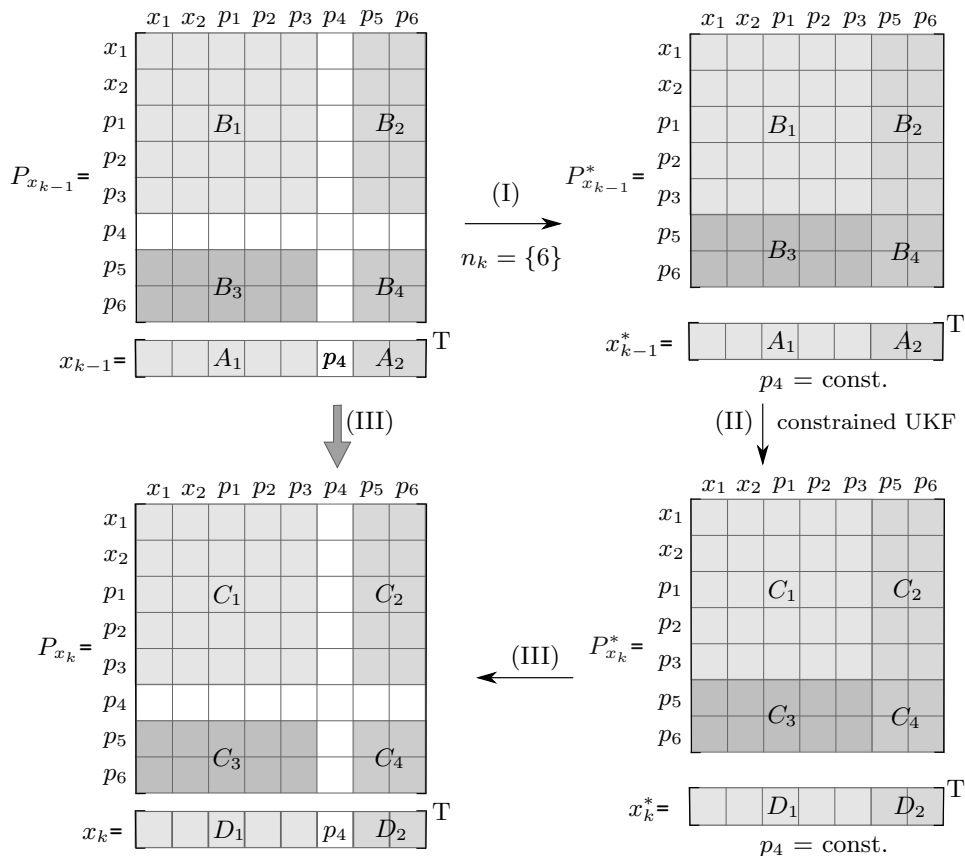 x₁ x₂ p₁ p₂ p₃ p₄ p₅ p₆
x₁
x₂
p₁ B₁ B₂
p₂
P_{x_{k−1}}=
p₃
p₄
p₅
B₃ B₄
p₆
x_{k−1}= A₁ p₄ A₂ T
(I)
n_k = {6}
x₁ x₂ p₁ p₂ p₃ p₅ p₆
x₁
x₂
p₁ B₁ B₂
p₂
P*_{x_{k−1}}=
p₃
p₅
B₃ B₄
p₆
x*_{k−1}= A₁ A₂ T
p₄ = const.
(III)
(II) constrained UKF
x₁ x₂ p₁ p₂ p₃ p₄ p₅ p₆
x₁
x₂
p₁ C₁ C₂
p₂
P_{x_k}=
p₃
p₄
p₅
C₃ C₄
p₆
x_k= D₁ p₄ D₂ T
(III)
x₁ x₂ p₁ p₂ p₃ p₅ p₆
x₁
x₂
p₁ C₁ C₂
p₂
P*_{x_k}=
p₃
p₅
C₃ C₄
p₆
x*_k= D₁ D₂ T
p₄ = const.